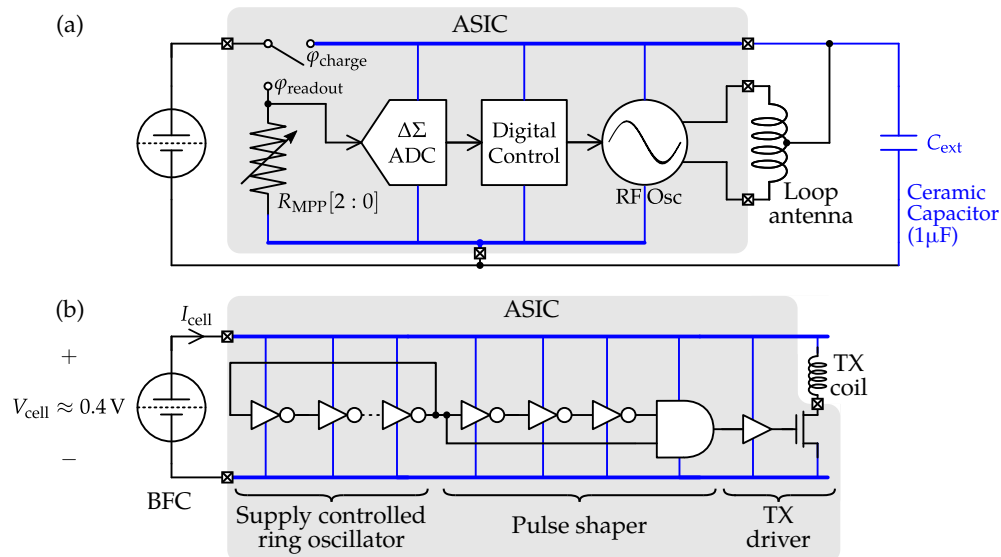 (a)
ASIC
φcharge
φreadout
ΔΣ
ADC
Digital
Control
RF Osc
RMPP[2 : 0]
Loop
antenna
Cext
Ceramic
Capacitor
(1µF)
(b)
ASIC
Icell
+
Vcell ≈ 0.4 V
−
BFC
TX
coil
Supply controlled
ring oscillator
Pulse shaper
TX
driver